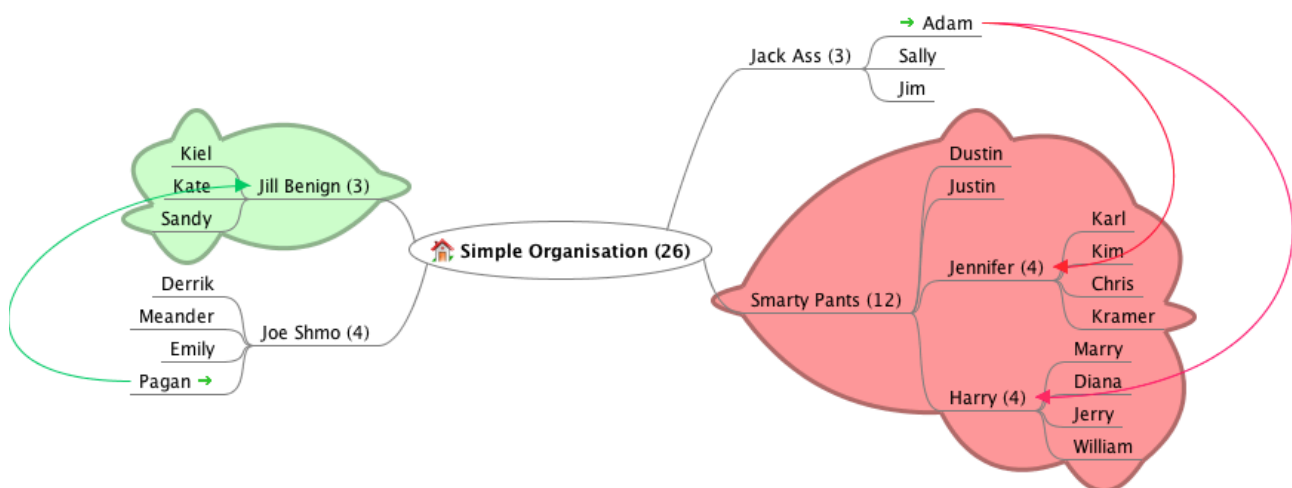 Adam
Jack Ass (3)
Sally
Jim
Kiel
Kate
Jill Benign (3)
Sandy
Simple Organisation (26)
Derrik
Meander
Joe Shmo (4)
Emily
Pagan
Smarty Pants (12)
Dustin
Justin
Jennifer (4)
Karl
Kim
Chris
Kramer
Harry (4)
Marry
Diana
Jerry
William